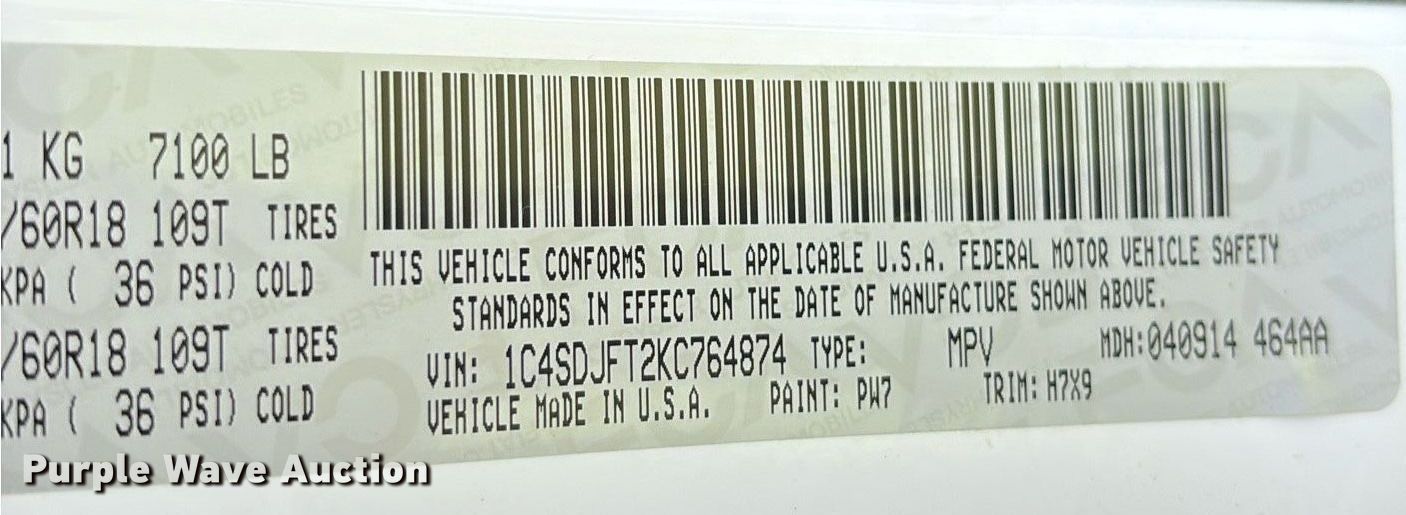 1 KG 7100 LB
/60R18 109T TIRES
KPA ( 36 PSI) COLD
/60R18 109T TIRES
KPA ( 36 PSI) COLD
THIS VEHICLE CONFORMS TO ALL APPLICABLE U.S.A. FEDERAL MOTOR VEHICLE SAFETY
STANDARDS IN EFFECT ON THE DATE OF MANUFACTURE SHOWN ABOVE.
VIN: 1C4SDJFT2KC764874 TYPE: MPV MDH:040914 464AA
VEHICLE MADE IN U.S.A. PAINT: PW7 TRIM: H7X9
Purple Wave Auction